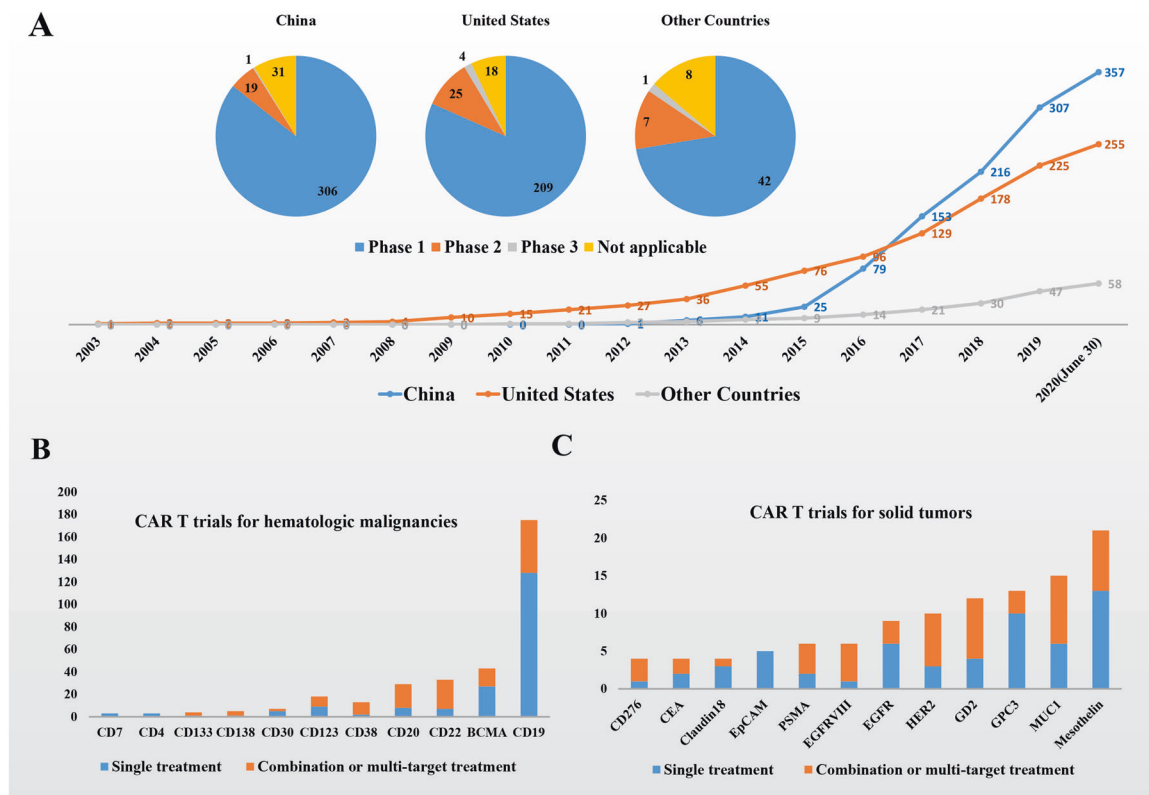 A
China
United States
Other Countries
1
31
19
306
4
18
25
209
1
8
7
42
Phase 1
Phase 2
Phase 3
Not applicable
357
307
255
216
225
153
178
129
96
79
76
55
58
47
36
30
27
25
21
21
15
14
10
11
9
6
1
0
0
0
0
2003
2004
2005
2006
2007
2008
2009
2010
2011
2012
2013
2014
2015
2016
2017
2018
2019
2020(June 30)
China
United States
Other Countries
B
CAR T trials for hematologic malignancies
200
180
160
140
120
100
80
60
40
20
0
CD7 CD4 CD133 CD138 CD30 CD123 CD38 CD20 CD22 BCMA CD19
Single treatment
Combination or multi-target treatment
C
CAR T trials for solid tumors
25
20
15
10
5
0
CD276
CEA
Claudin18
EpCAM
PSMA
EGFRVIII
EGFR
HER2
GD2
GPC3
MUC1
Mesothelin
Single treatment
Combination or multi-target treatment